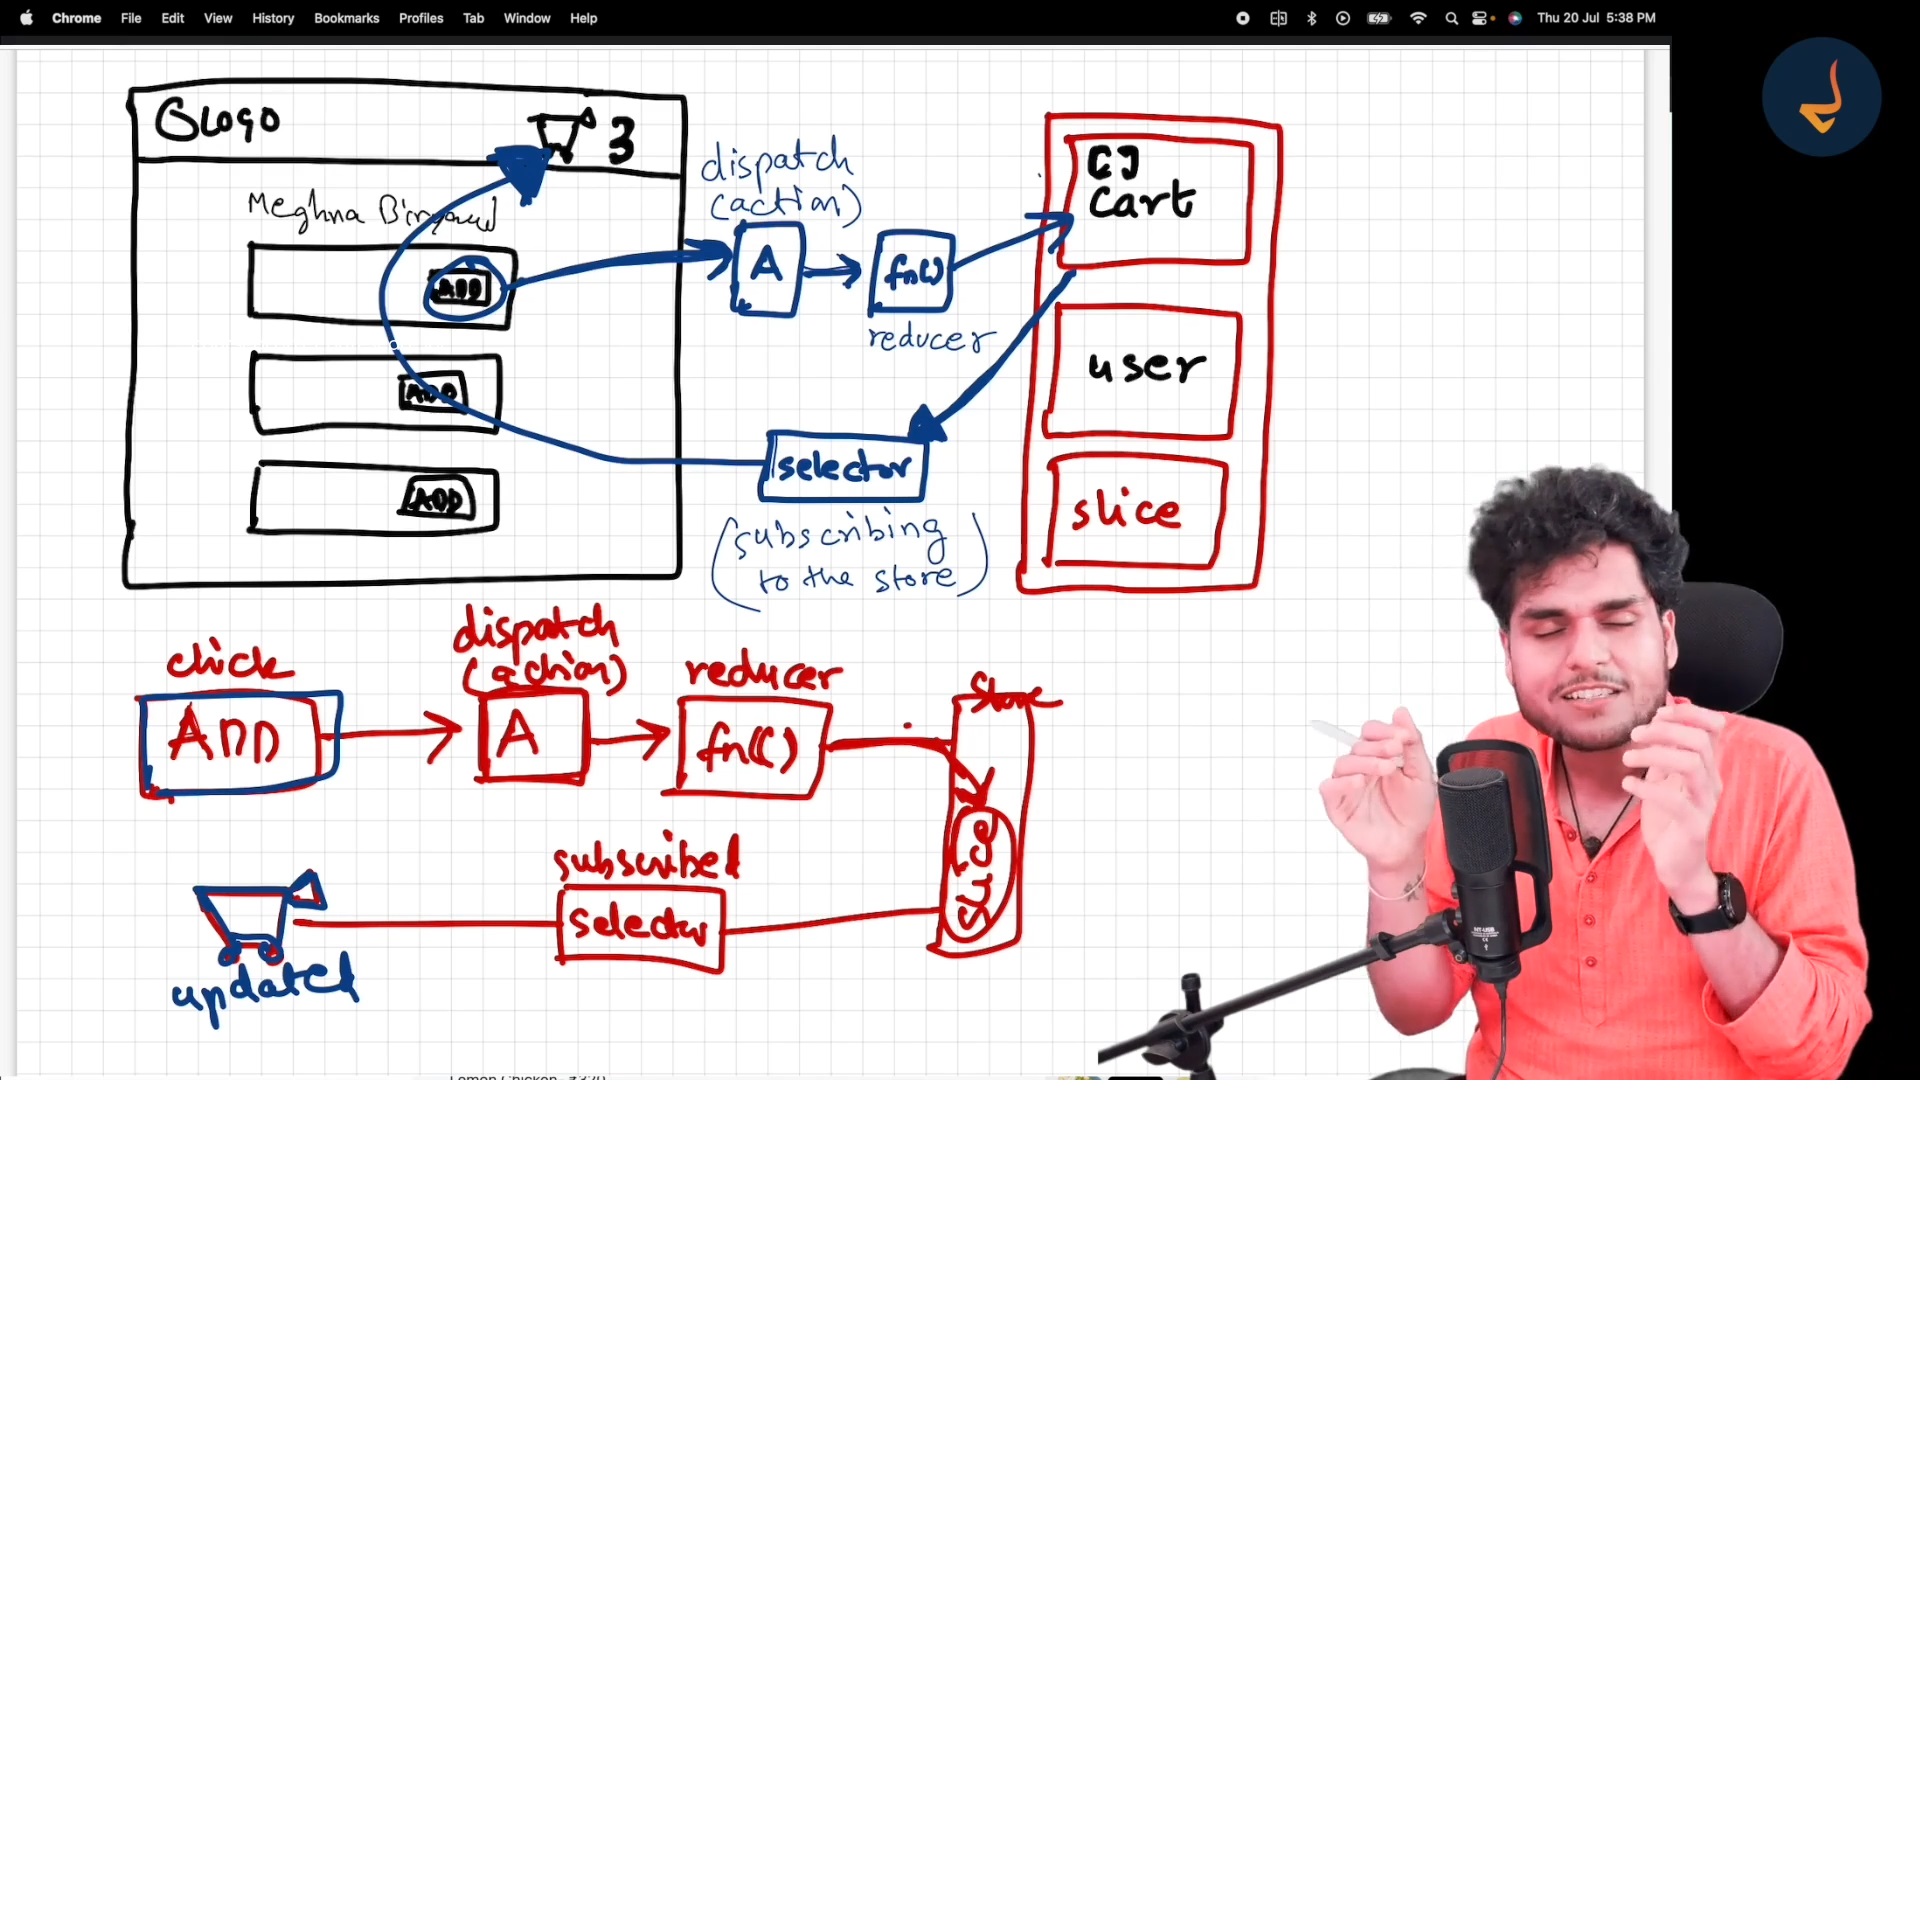 Chrome File Edit View History Bookmarks Profiles Tab Window Help Thu 20 Jul 5:38 PM
Logo
3
Meghna
ADD
ADD
ADD
dispatch
(action)
A
fn()
reducer
cart
user
slice
selector
(subscribing
to the store)
click
ADD
dispatch
(action)
A
reducer
fn()
Store
slice
subscribed
selector
updated